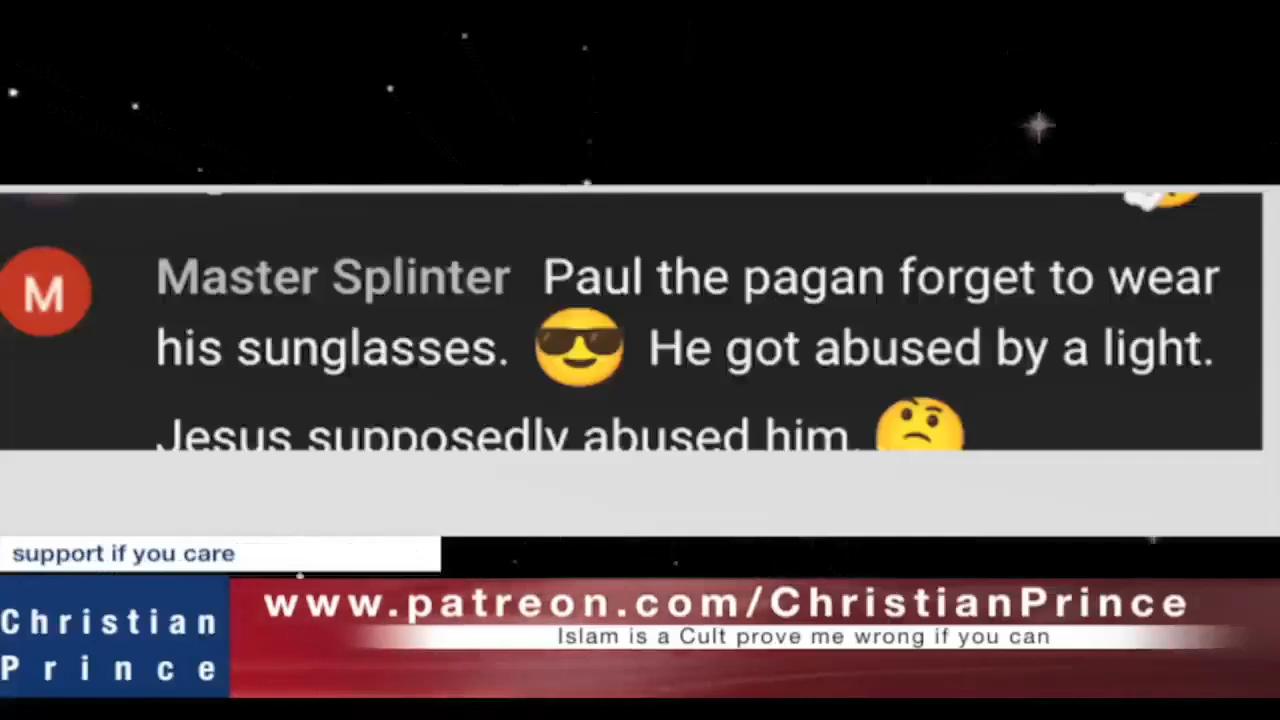 M
Master Splinter Paul the pagan forget to wear
his sunglasses. 😎 He got abused by a light.
Jesus supposedly abused him. 🤨
support if you care
Christian
Prince
www.patreon.com/ChristianPrince
Islam is a Cult prove me wrong if you can